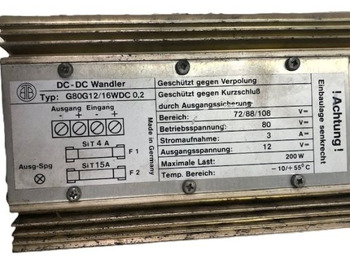 DC-DC Wandler
Typ: G80G12/16WDC 0,2
Ausgang Eingang
- + + -
SiT 4 A F 1
Ausg-Spg SiT 15A F 2
Made in Germany
Geschützt gegen Verpolung
Geschützt gegen Kurzschluß
durch Ausgangssicherung
Bereich: 72/88/108 V=
Betriebsspannung: 80 V=
Stromaufnahme: 3 A=
Ausgangsspannung: 12 V=
Maximale Last: 200 W
Temp. Bereich: -10/+55°C
! Achtung!
Einbaulage senkrecht